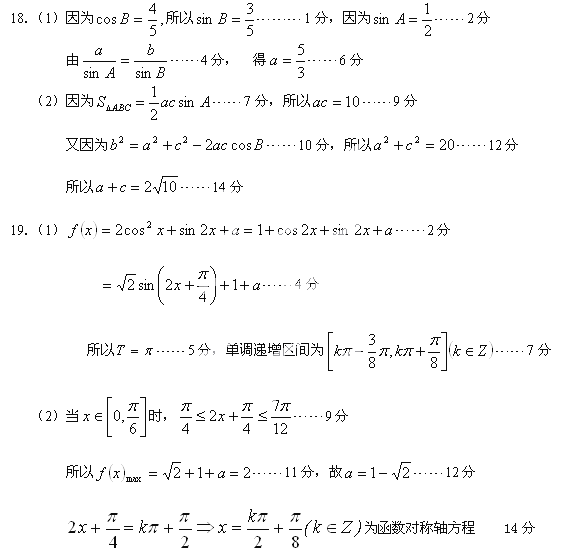 18.（1）因为cos B = 4/5,所以sin B = 3/5·········1分，因为sin A = 1/2······2分
由 a/sin A = b/sin B ······4分， 得a = 5/3······6分
（2）因为S_{hABC} = 1/2 ac sin A······7分，所以ac = 10······9分
又因为b² = a² + c² − 2ac cos B······10分，所以a² + c² = 20······12分
所以a + c = 2√10······14分
19.（1）f(x) = 2cos² x + sin 2x + a = 1 + cos 2x + sin 2x + a······2分
= √2 sin(2x + π/4) + 1 + a······4分
所以T = π······5分，单调递增区间为[kπ − 3/8 π, kπ + π/8](k ∈ Z)······7分
（2）当x ∈ [0, π/6]时，π/4 ≤ 2x + π/4 ≤ 7π/12······9分
所以f(x)_{max} = √2 + 1 + a = 2······11分，故a = 1 − √2······12分
2x + π/4 = kπ + π/2 ⇒ x = kπ/2 + π/8 (k ∈ Z)为函数对称轴方程 14分